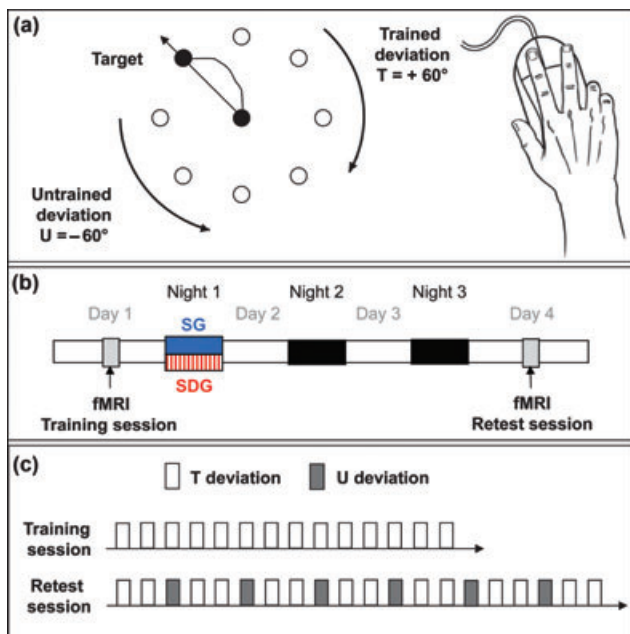 (a)
Target
Trained
deviation
T = + 60°
Untrained
deviation
U = – 60°
(b)
Night 1 Night 2 Night 3
Day 1 Day 2 Day 3 Day 4
SG
SDG
fMRI
Training session
fMRI
Retest session
(c)
T deviation U deviation
Training
session
Retest
session